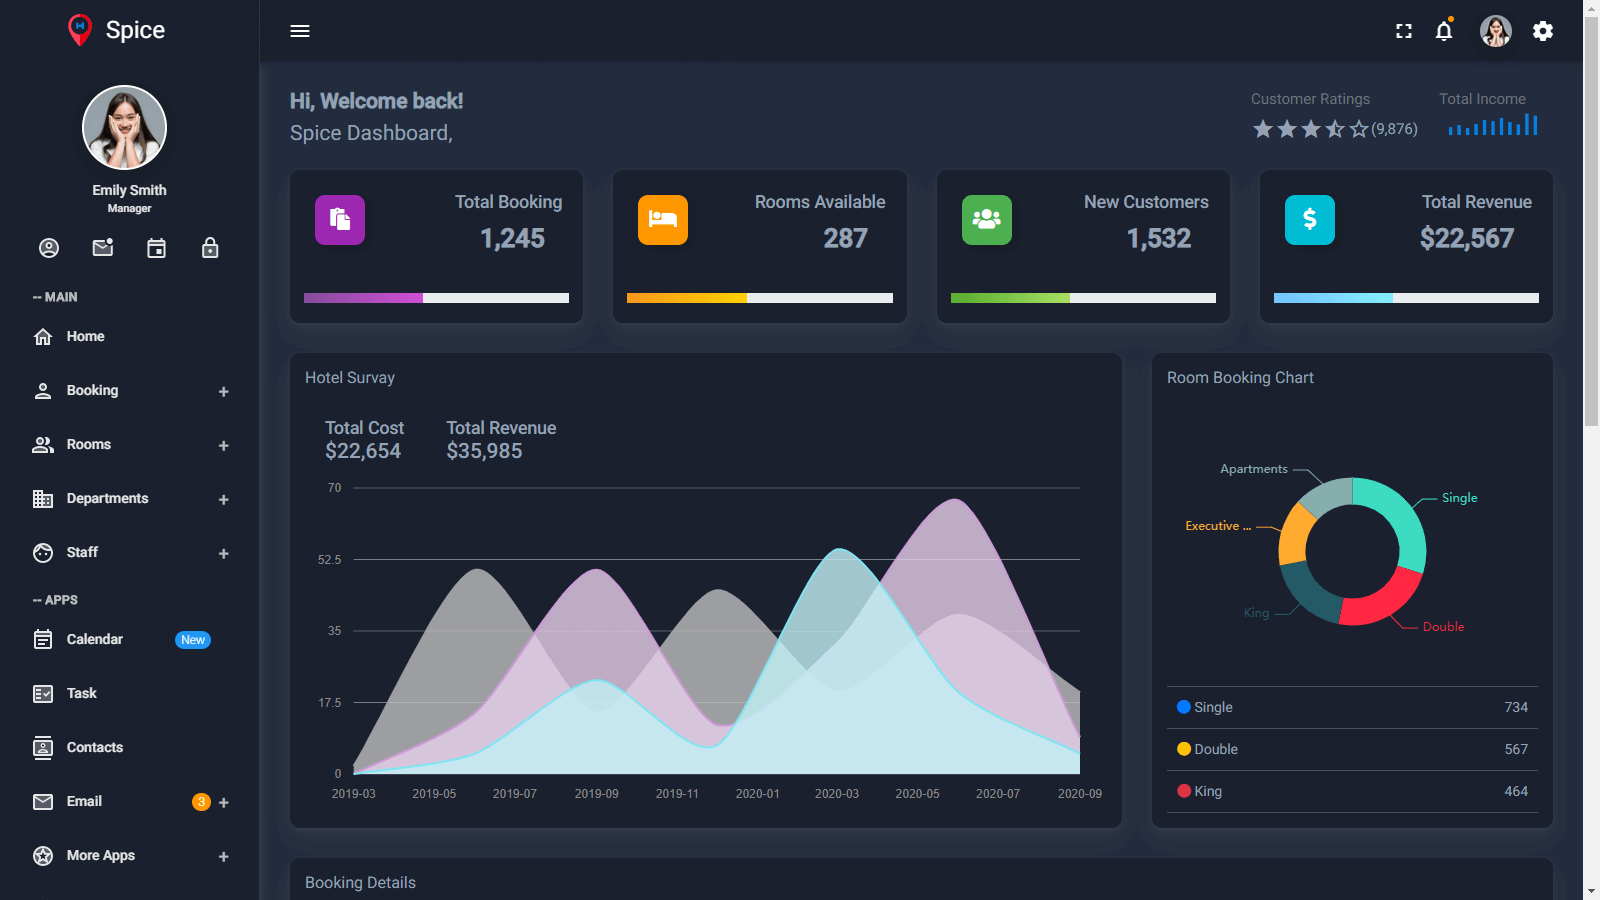 Spice
Emily Smith
Manager
-- MAIN
Home
Booking +
Rooms +
Departments +
Staff +
-- APPS
Calendar New
Task
Contacts
Email 3 +
More Apps +
Hi, Welcome back!
Spice Dashboard,
Customer Ratings
(9,876)
Total Income
Total Booking
1,245
Rooms Available
287
New Customers
1,532
Total Revenue
$22,567
Hotel Survay
Total Cost
$22,654
Total Revenue
$35,985
70
52.5
35
17.5
0
2019-03 2019-05 2019-07 2019-09 2019-11 2020-01 2020-03 2020-05 2020-07 2020-09
Room Booking Chart
Apartments
Single
Executive ...
King
Double
Single 734
Double 567
King 464
Booking Details